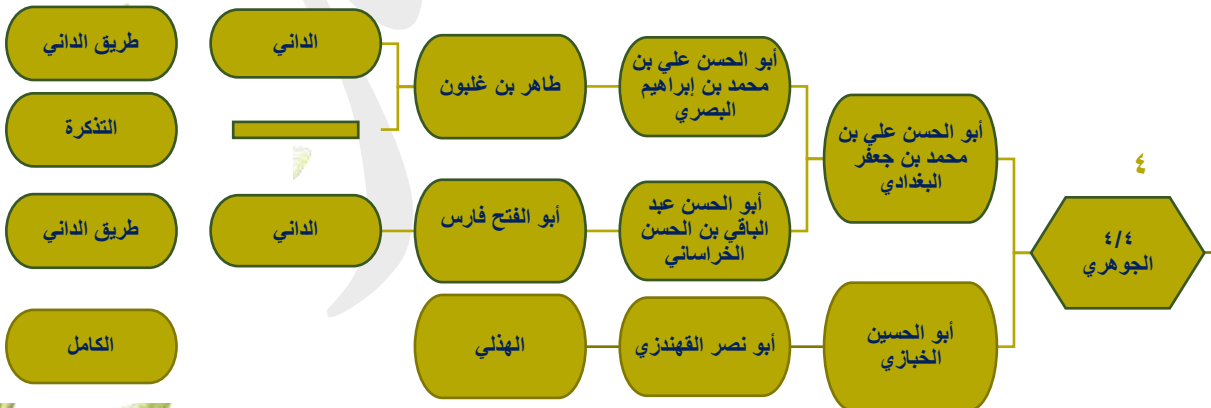 ٤
٤/٤
الجوهري
أبو الحسن علي بن
محمد بن جعفر
البغدادي
أبو الحسن علي بن
محمد بن إبراهيم
البصري
طاهر بن غلبون
الداني
طريق الداني
التذكرة
أبو الحسن عبد
الباقي بن الحسن
الخراساني
أبو الفتح فارس
الداني
طريق الداني
أبو الحسين
الخبازي
أبو نصر القهندزي
الهذلي
الكامل